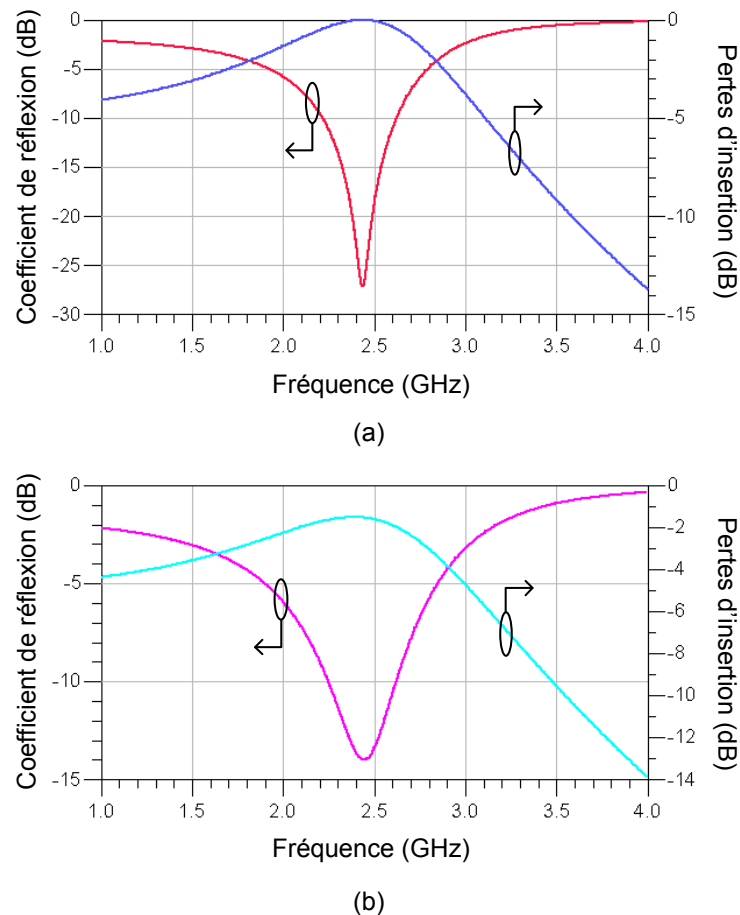 Coefficient de réflexion (dB)
0
-5
-10
-15
-20
-25
-30
0
-5
-10
-15
Pertes d'insertion (dB)
1.0 1.5 2.0 2.5 3.0 3.5 4.0
Fréquence (GHz)
(a)
Coefficient de réflexion (dB)
0
-5
-10
-15
0
-2
-4
-6
-8
-10
-12
-14
Pertes d'insertion (dB)
1.0 1.5 2.0 2.5 3.0 3.5 4.0
Fréquence (GHz)
(b)